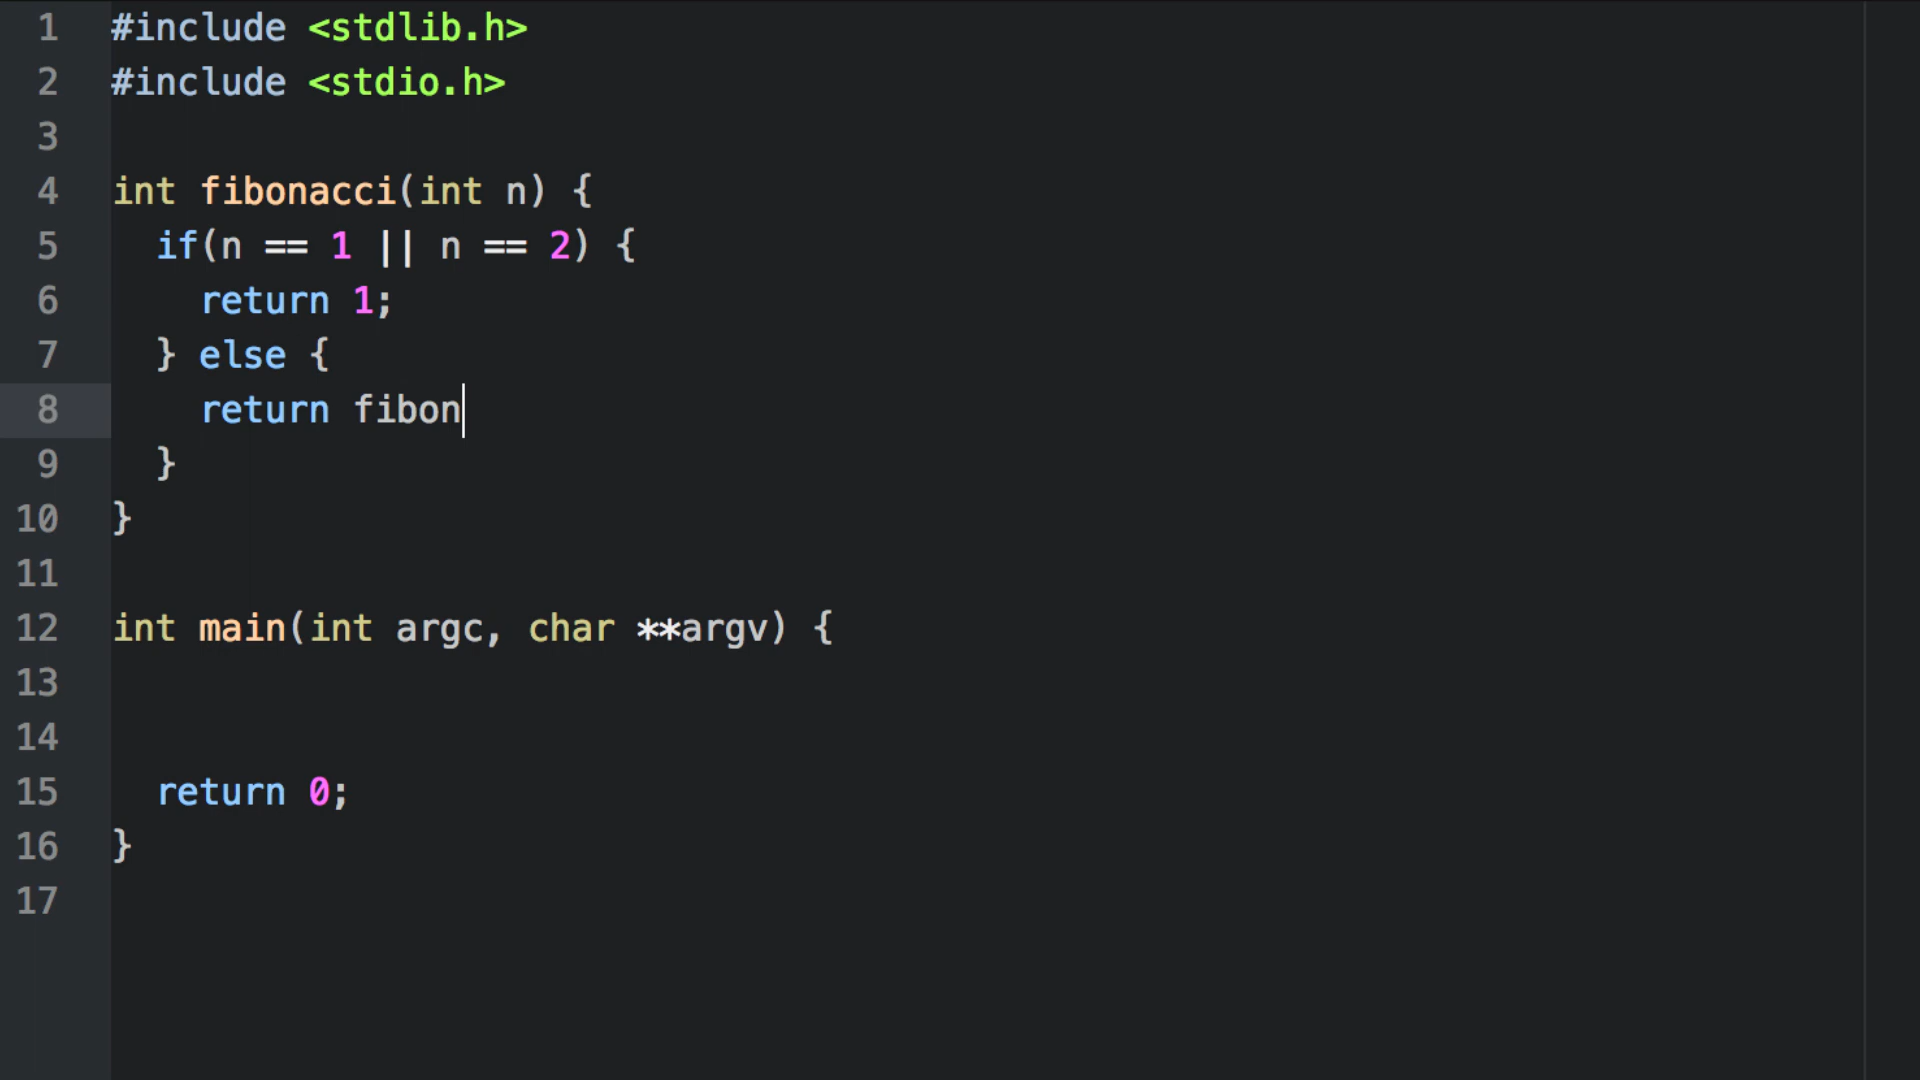 1 #include <stdlib.h>
2 #include <stdio.h>
3
4 int fibonacci(int n) {
5   if(n == 1 || n == 2) {
6     return 1;
7   } else {
8     return fibon
9   }
10 }
11
12 int main(int argc, char **argv) {
13
14
15   return 0;
16 }
17